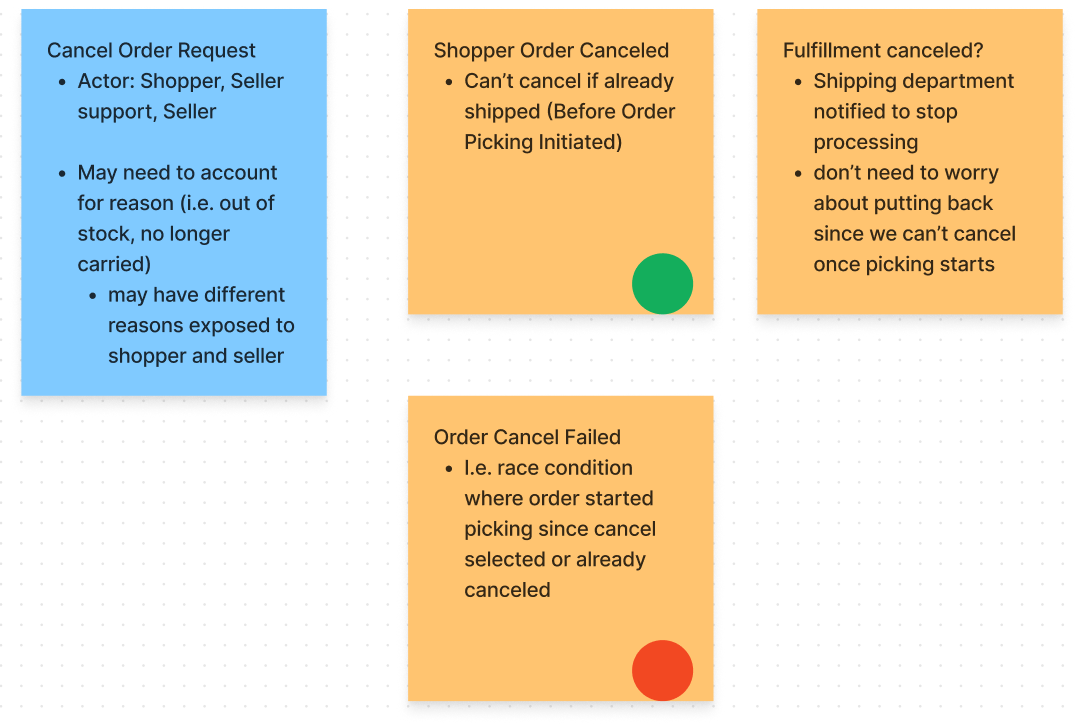 Cancel Order Request
• Actor: Shopper, Seller
support, Seller
• May need to account
for reason (i.e. out of
stock, no longer
carried)
• may have different
reasons exposed to
shopper and seller
Shopper Order Canceled
• Can’t cancel if already
shipped (Before Order
Picking Initiated)
Fulfillment canceled?
• Shipping department
notified to stop
processing
• don’t need to worry
about putting back
since we can’t cancel
once picking starts
Order Cancel Failed
• I.e. race condition
where order started
picking since cancel
selected or already
canceled